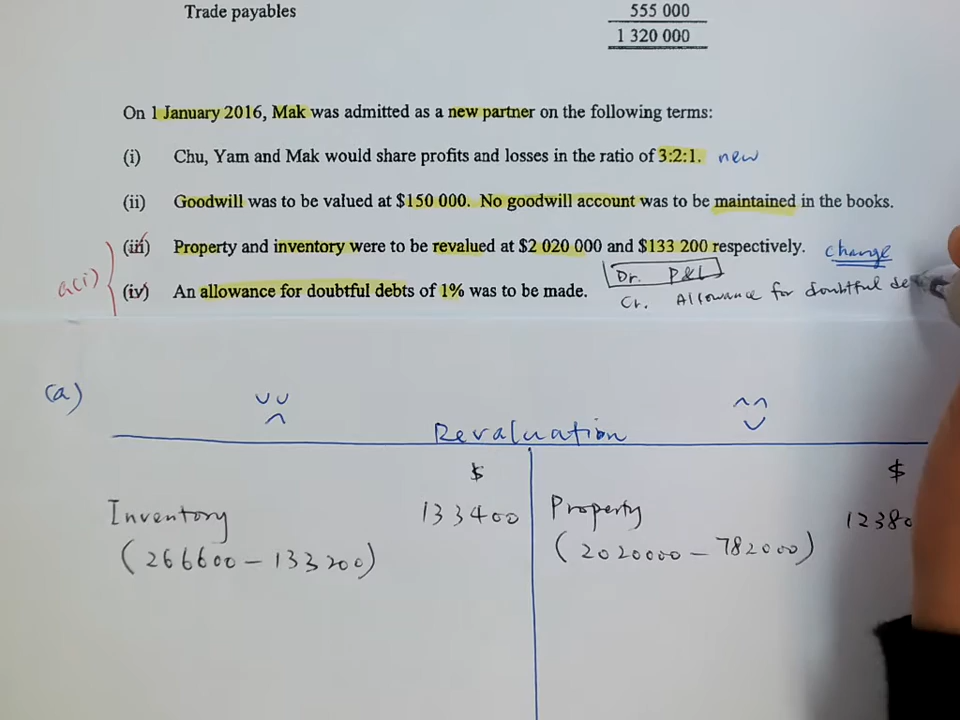 Trade payables 555 000
1 320 000
On 1 January 2016, Mak was admitted as a new partner on the following terms:
(i) Chu, Yam and Mak would share profits and losses in the ratio of 3:2:1. new
(ii) Goodwill was to be valued at $150 000. No goodwill account was to be maintained in the books.
(iii) Property and inventory were to be revalued at $2 020 000 and $133 200 respectively. change
a(i)
(iv) An allowance for doubtful debts of 1% was to be made. Dr. P&L
Cr. Allowance for doubtful de
(a)
Revaluation
$ $
Inventory 133400 Property 12380
(266600 - 133200) (2020000 - 782000)